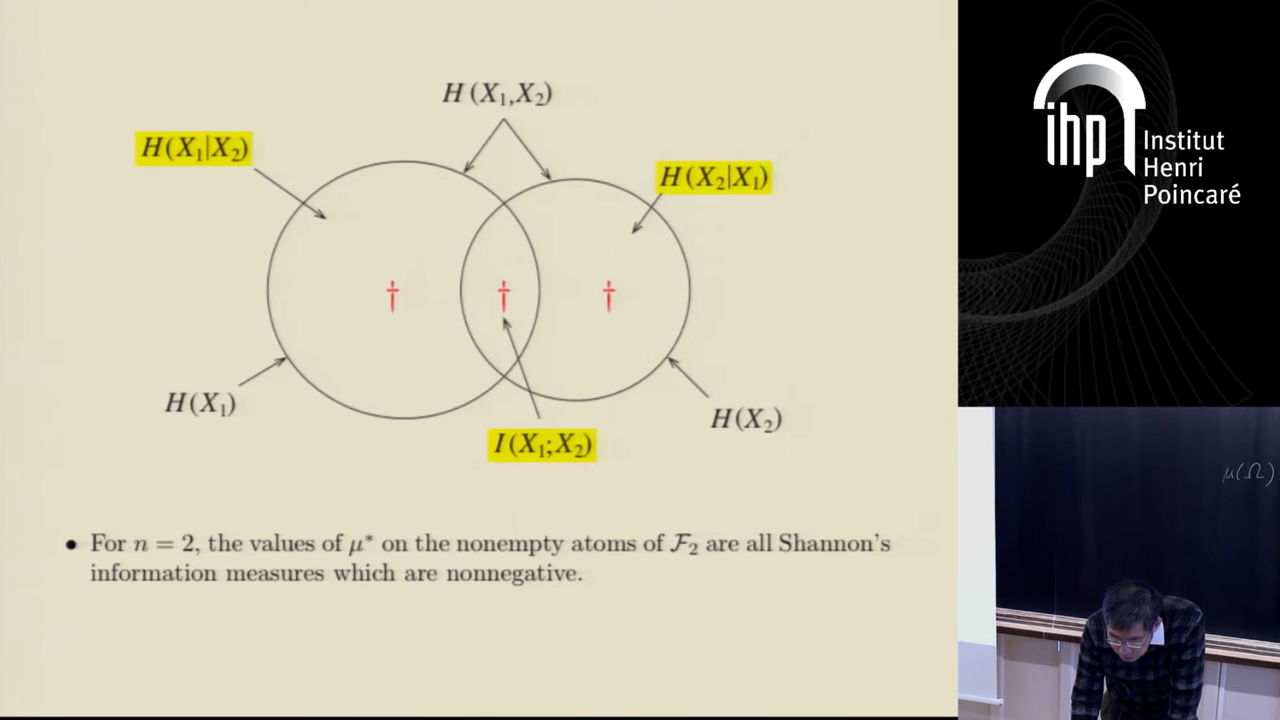 H(X₁,X₂)
H(X₁|X₂)
H(X₂|X₁)
†
†
†
H(X₁)
H(X₂)
I(X₁;X₂)
• For n = 2, the values of μ* on the nonempty atoms of ℱ₂ are all Shannon's
information measures which are nonnegative.
ihp
Institut
Henri
Poincaré
μ(Ω)